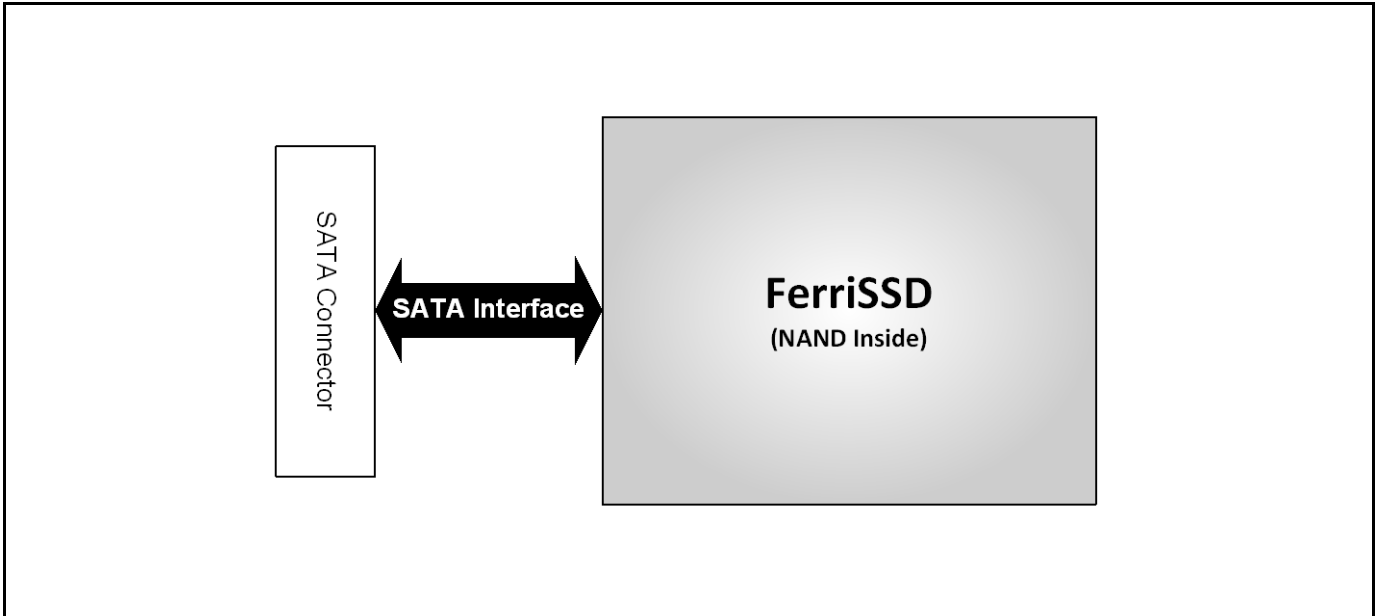 SATA Connector
SATA Interface
FerriSSD
(NAND Inside)